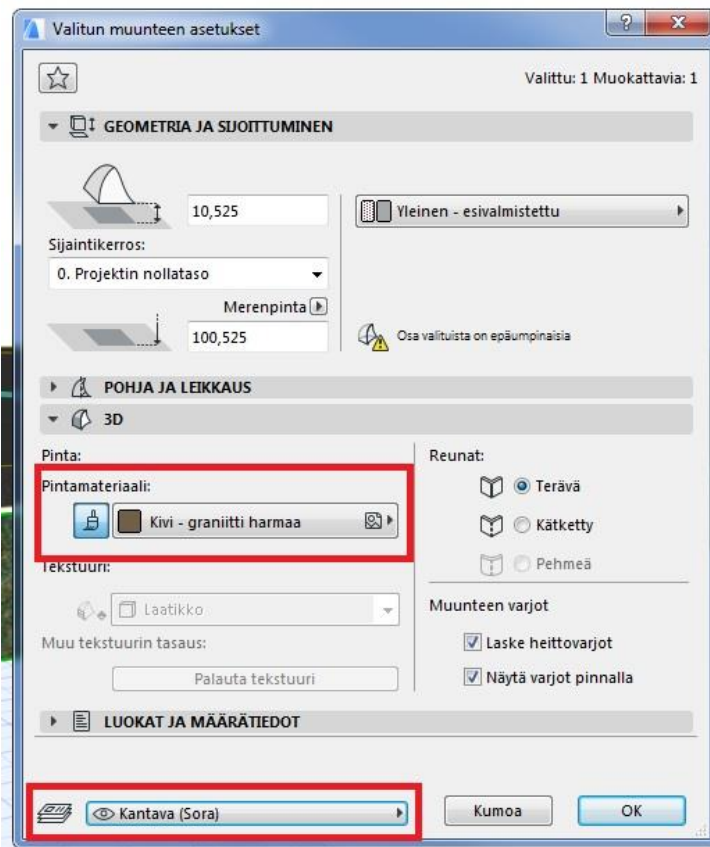 Valitun muunteen asetukset
Valittu: 1 Muokattavia: 1
GEOMETRIA JA SIJOITTUMINEN
10,525
Yleinen - esivalmistettu
Sijaintikerros:
0. Projektin nollataso
Merenpinta
100,525
Osa valituista on epäumpinaisia
POHJA JA LEIKKAUS
3D
Pinta:
Pintamateriaali:
Kivi - graniitti harmaa
Tekstuuri:
Laatikko
Muu tekstuurin tasaus:
Palauta tekstuuri
Reunat:
Terävä
Kätketty
Pehmeä
Muunteen varjot
Laske heittovarjot
Näytä varjot pinnalla
LUOKAT JA MÄÄRÄTIEDOT
Kantava (Sora)
Kumoa
OK